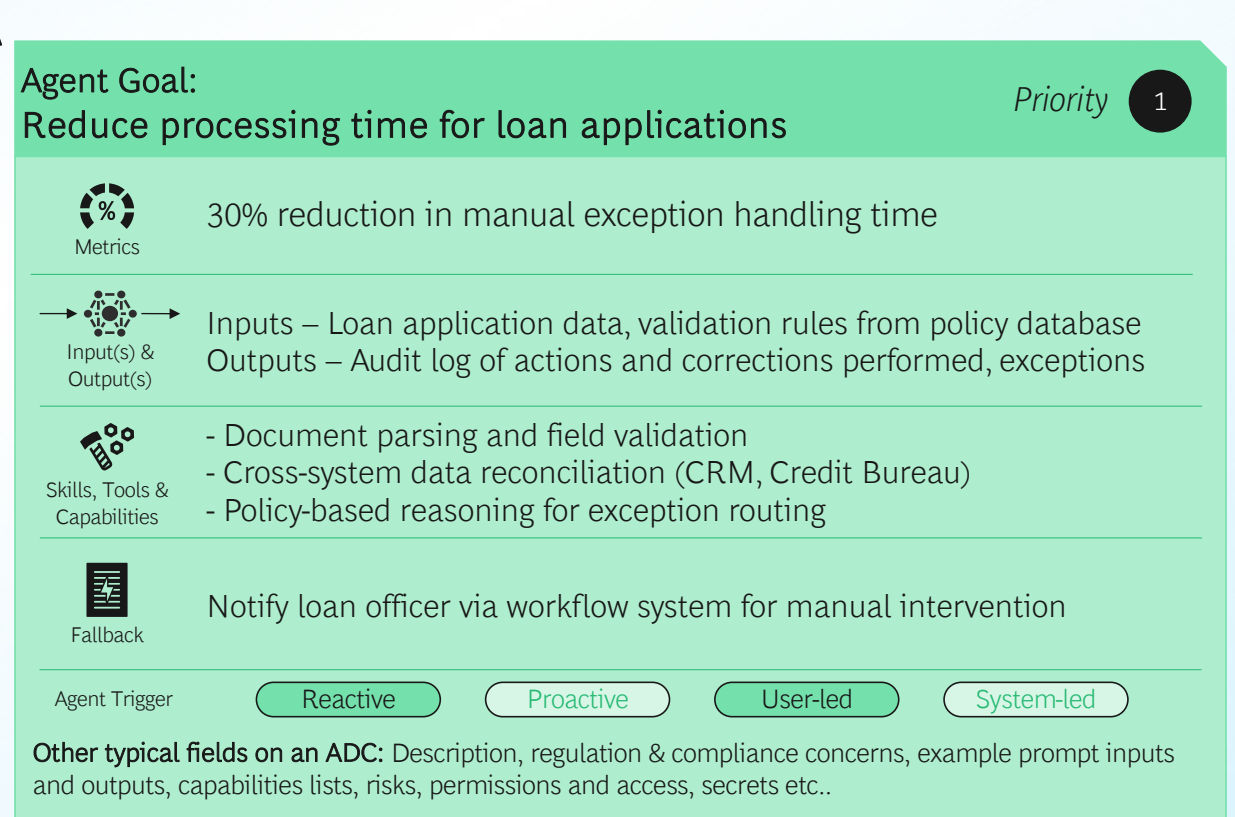 Agent Goal:
Reduce processing time for loan applications
Priority 1
%
Metrics
30% reduction in manual exception handling time
Input(s) &
Output(s)
Inputs – Loan application data, validation rules from policy database
Outputs – Audit log of actions and corrections performed, exceptions
Skills, Tools &
Capabilities
- Document parsing and field validation
- Cross-system data reconciliation (CRM, Credit Bureau)
- Policy-based reasoning for exception routing
Fallback
Notify loan officer via workflow system for manual intervention
Agent Trigger
Reactive
Proactive
User-led
System-led
Other typical fields on an ADC: Description, regulation & compliance concerns, example prompt inputs
and outputs, capabilities lists, risks, permissions and access, secrets etc..